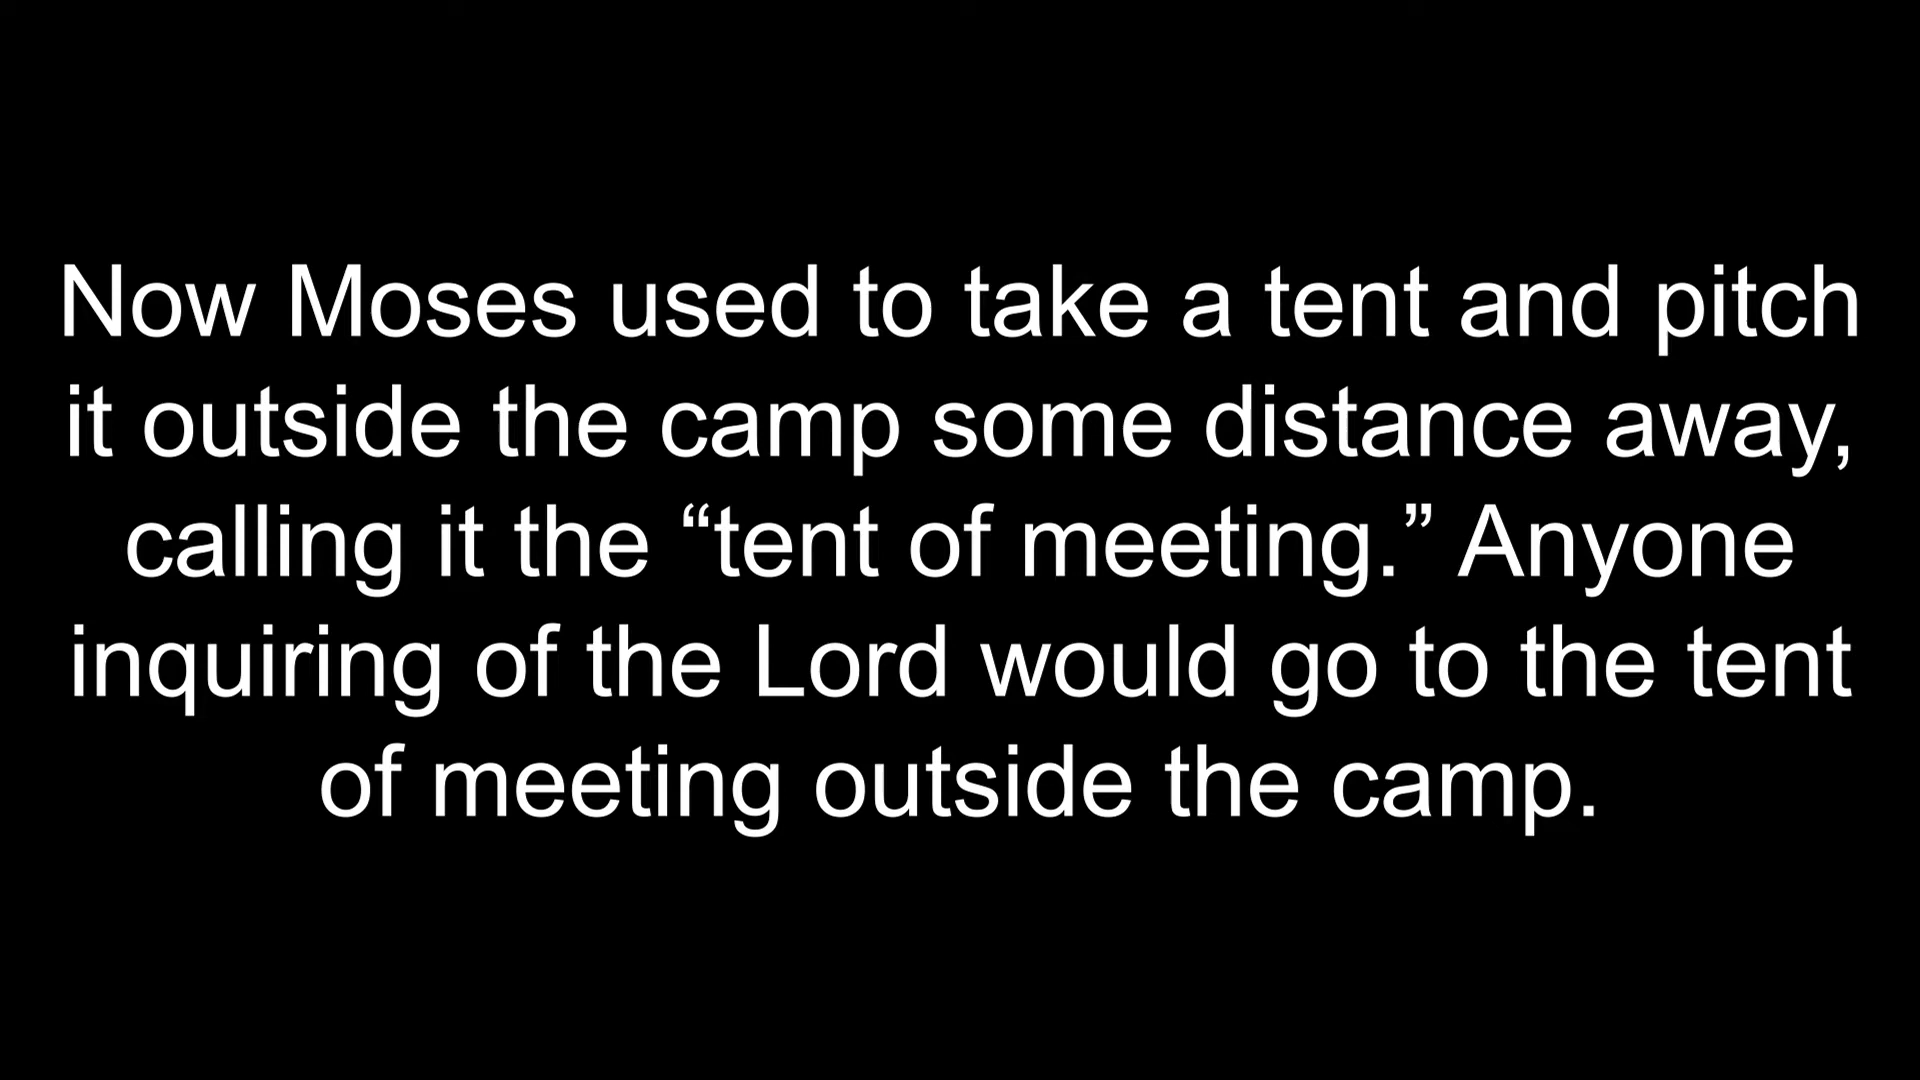 Now Moses used to take a tent and pitch
it outside the camp some distance away,
calling it the “tent of meeting.” Anyone
inquiring of the Lord would go to the tent
of meeting outside the camp.